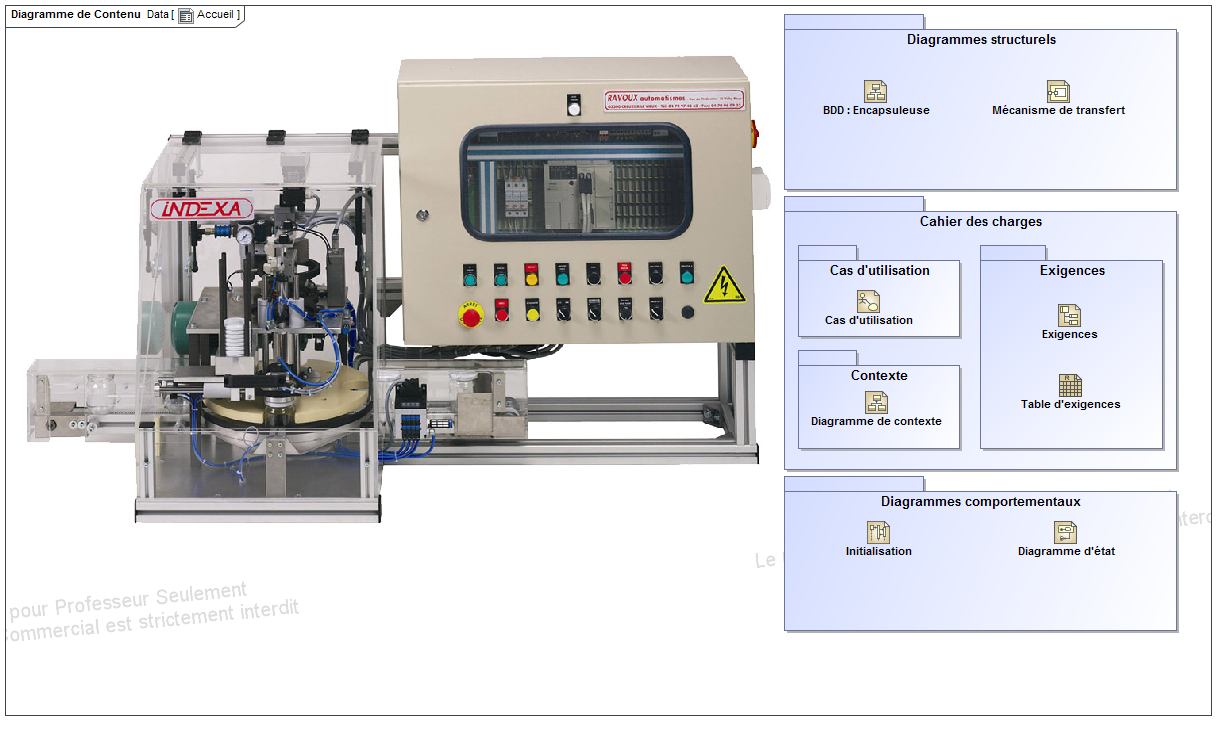 Diagramme de Contenu Data [ Accueil ]
RAVOUX automatismes
INDEXA
Diagrammes structurels
BDD : Encapsuleuse
Mécanisme de transfert
Cahier des charges
Cas d'utilisation
Cas d'utilisation
Contexte
Diagramme de contexte
Exigences
Exigences
Table d'exigences
Diagrammes comportementaux
Initialisation
Diagramme d'état
pour Professeur Seulement
ommercial est strictement interdit
Le